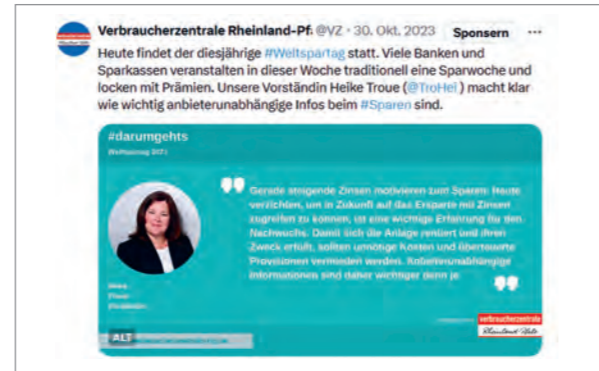 Verbraucherzentrale Rheinland-Pf. @VZ · 30. Okt. 2023 Sponsern ...
Heute findet der diesjährige #Weltspartag statt. Viele Banken und
Sparkassen veranstalten in dieser Woche traditionell eine Sparwoche und
locken mit Prämien. Unsere Vorständin Heike Troue (@TroHei ) macht klar
wie wichtig anbieterunabhängige Infos beim #Sparen sind.
#darumgehts
Gerade steigende Zinsen motivieren zum Sparen: Heute
verzichten, um in Zukunft auf das Ersparte mit Zinsen
zugreifen zu können, ist eine wichtige Erfahrung für den
Nachwuchs. Damit sich die Anlage rentiert und ihren
Zweck erfüllt, sollten unnötige Kosten und überteuerte
Provisionen vermieden werden. Anbieterunabhängige
Informationen sind daher wichtiger denn je.
verbraucherzentrale
Rheinland-Pfalz
ALT